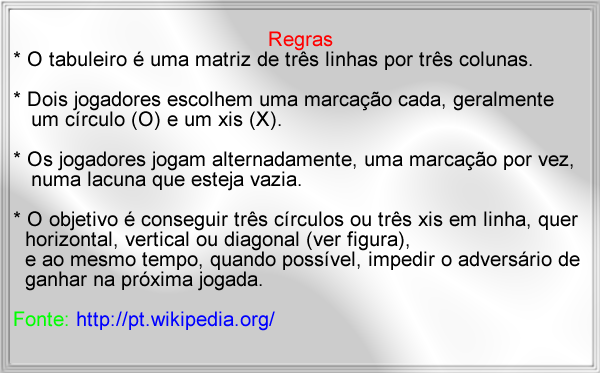 Regras
* O tabuleiro é uma matriz de três linhas por três colunas.
* Dois jogadores escolhem uma marcação cada, geralmente
um círculo (O) e um xis (X).
* Os jogadores jogam alternadamente, uma marcação por vez,
numa lacuna que esteja vazia.
* O objetivo é conseguir três círculos ou três xis em linha, quer
horizontal, vertical ou diagonal (ver figura),
e ao mesmo tempo, quando possível, impedir o adversário de
ganhar na próxima jogada.
Fonte: http://pt.wikipedia.org/